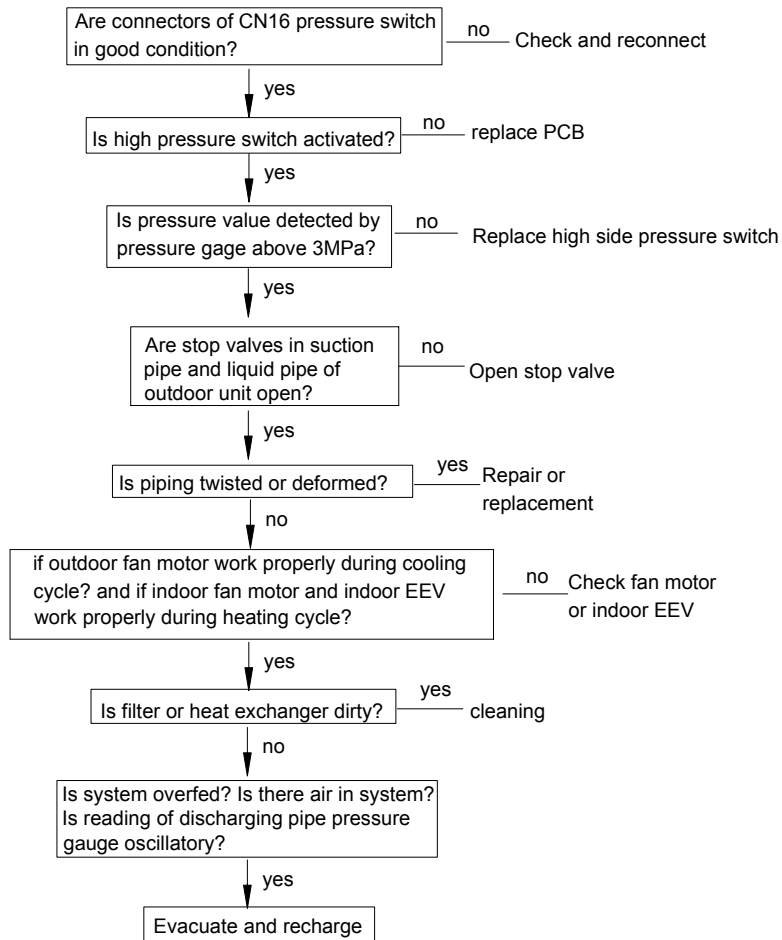 Are connectors of CN16 pressure switch
in good condition?
no
Check and reconnect
yes
Is high pressure switch activated?
no
replace PCB
yes
Is pressure value detected by
pressure gage above 3MPa?
no
Replace high side pressure switch
yes
Are stop valves in suction
pipe and liquid pipe of
outdoor unit open?
no
Open stop valve
yes
Is piping twisted or deformed?
yes
Repair or
replacement
no
if outdoor fan motor work properly during cooling
cycle? and if indoor fan motor and indoor EEV
work properly during heating cycle?
no
Check fan motor
or indoor EEV
yes
Is filter or heat exchanger dirty?
yes
cleaning
no
Is system overfed? Is there air in system?
Is reading of discharging pipe pressure
gauge oscillatory?
yes
Evacuate and recharge